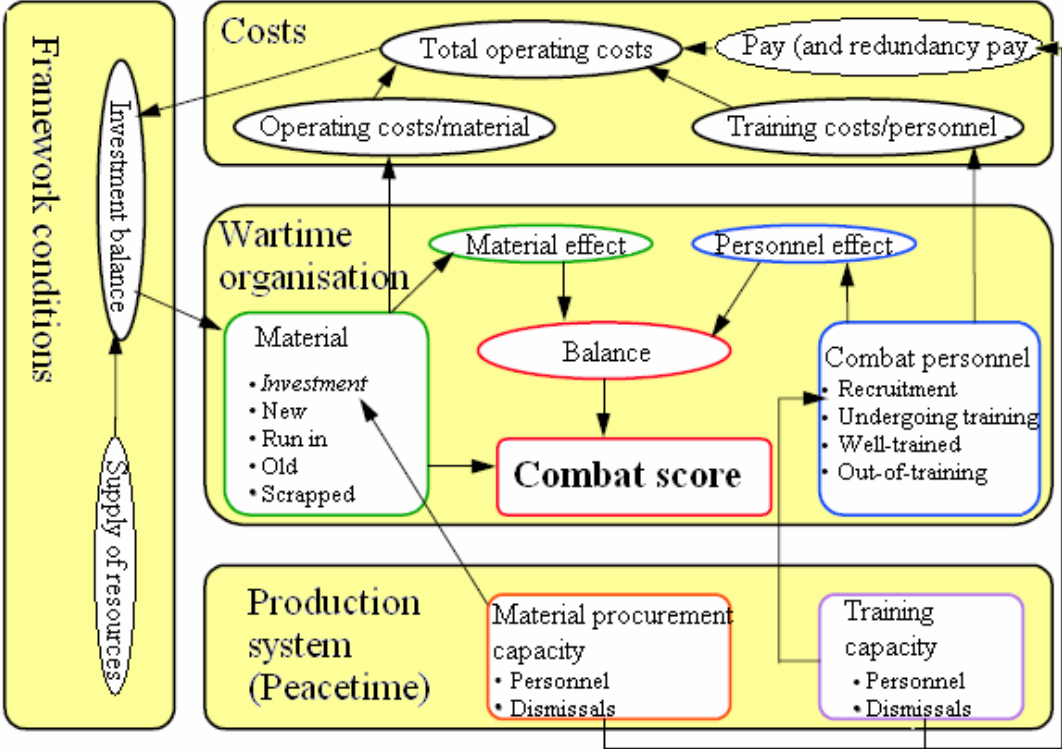 Framework conditions
Investment balance
Supply of resources
Costs
Total operating costs
Pay (and redundancy pay
Operating costs/material
Training costs/personnel
Wartime
organisation
Material effect
Personnel effect
Balance
Material
• Investment
• New
• Run in
• Old
• Scrapped
Combat score
Combat personnel
• Recruitment
• Undergoing training
• Well-trained
• Out-of-training
Production
system
(Peacetime)
Material procurement
capacity
• Personnel
• Dismissals
Training
capacity
• Personnel
• Dismissals